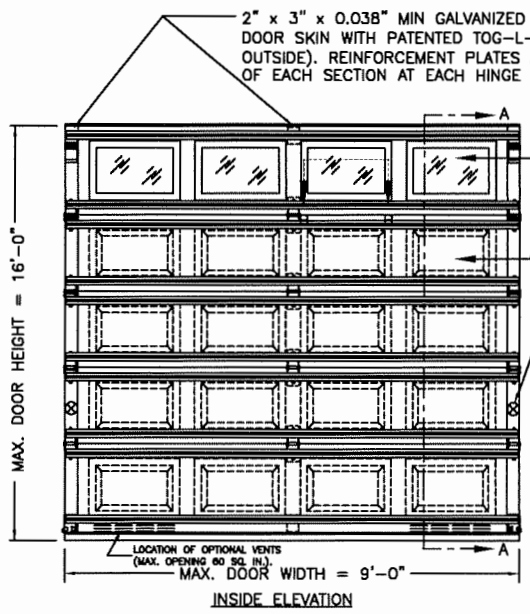 2" x 3" x 0.038" MIN GALVANIZED
DOOR SKIN WITH PATENTED TOG-L-
OUTSIDE). REINFORCEMENT PLATES
OF EACH SECTION AT EACH HINGE
A
MAX. DOOR HEIGHT = 16'-0"
LOCATION OF OPTIONAL VENTS
(MAX. OPENING 60 SQ. IN.).
A
MAX. DOOR WIDTH = 9'-0"
INSIDE ELEVATION